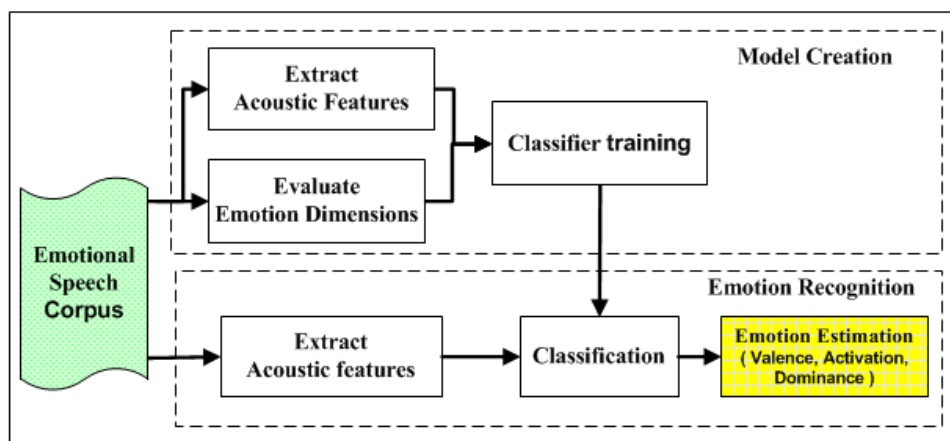 Model Creation
Extract
Acoustic Features
Evaluate
Emotion Dimensions
Classifier training
Emotional
Speech
Corpus
Emotion Recognition
Extract
Acoustic features
Classification
Emotion Estimation
( Valence, Activation,
Dominance )